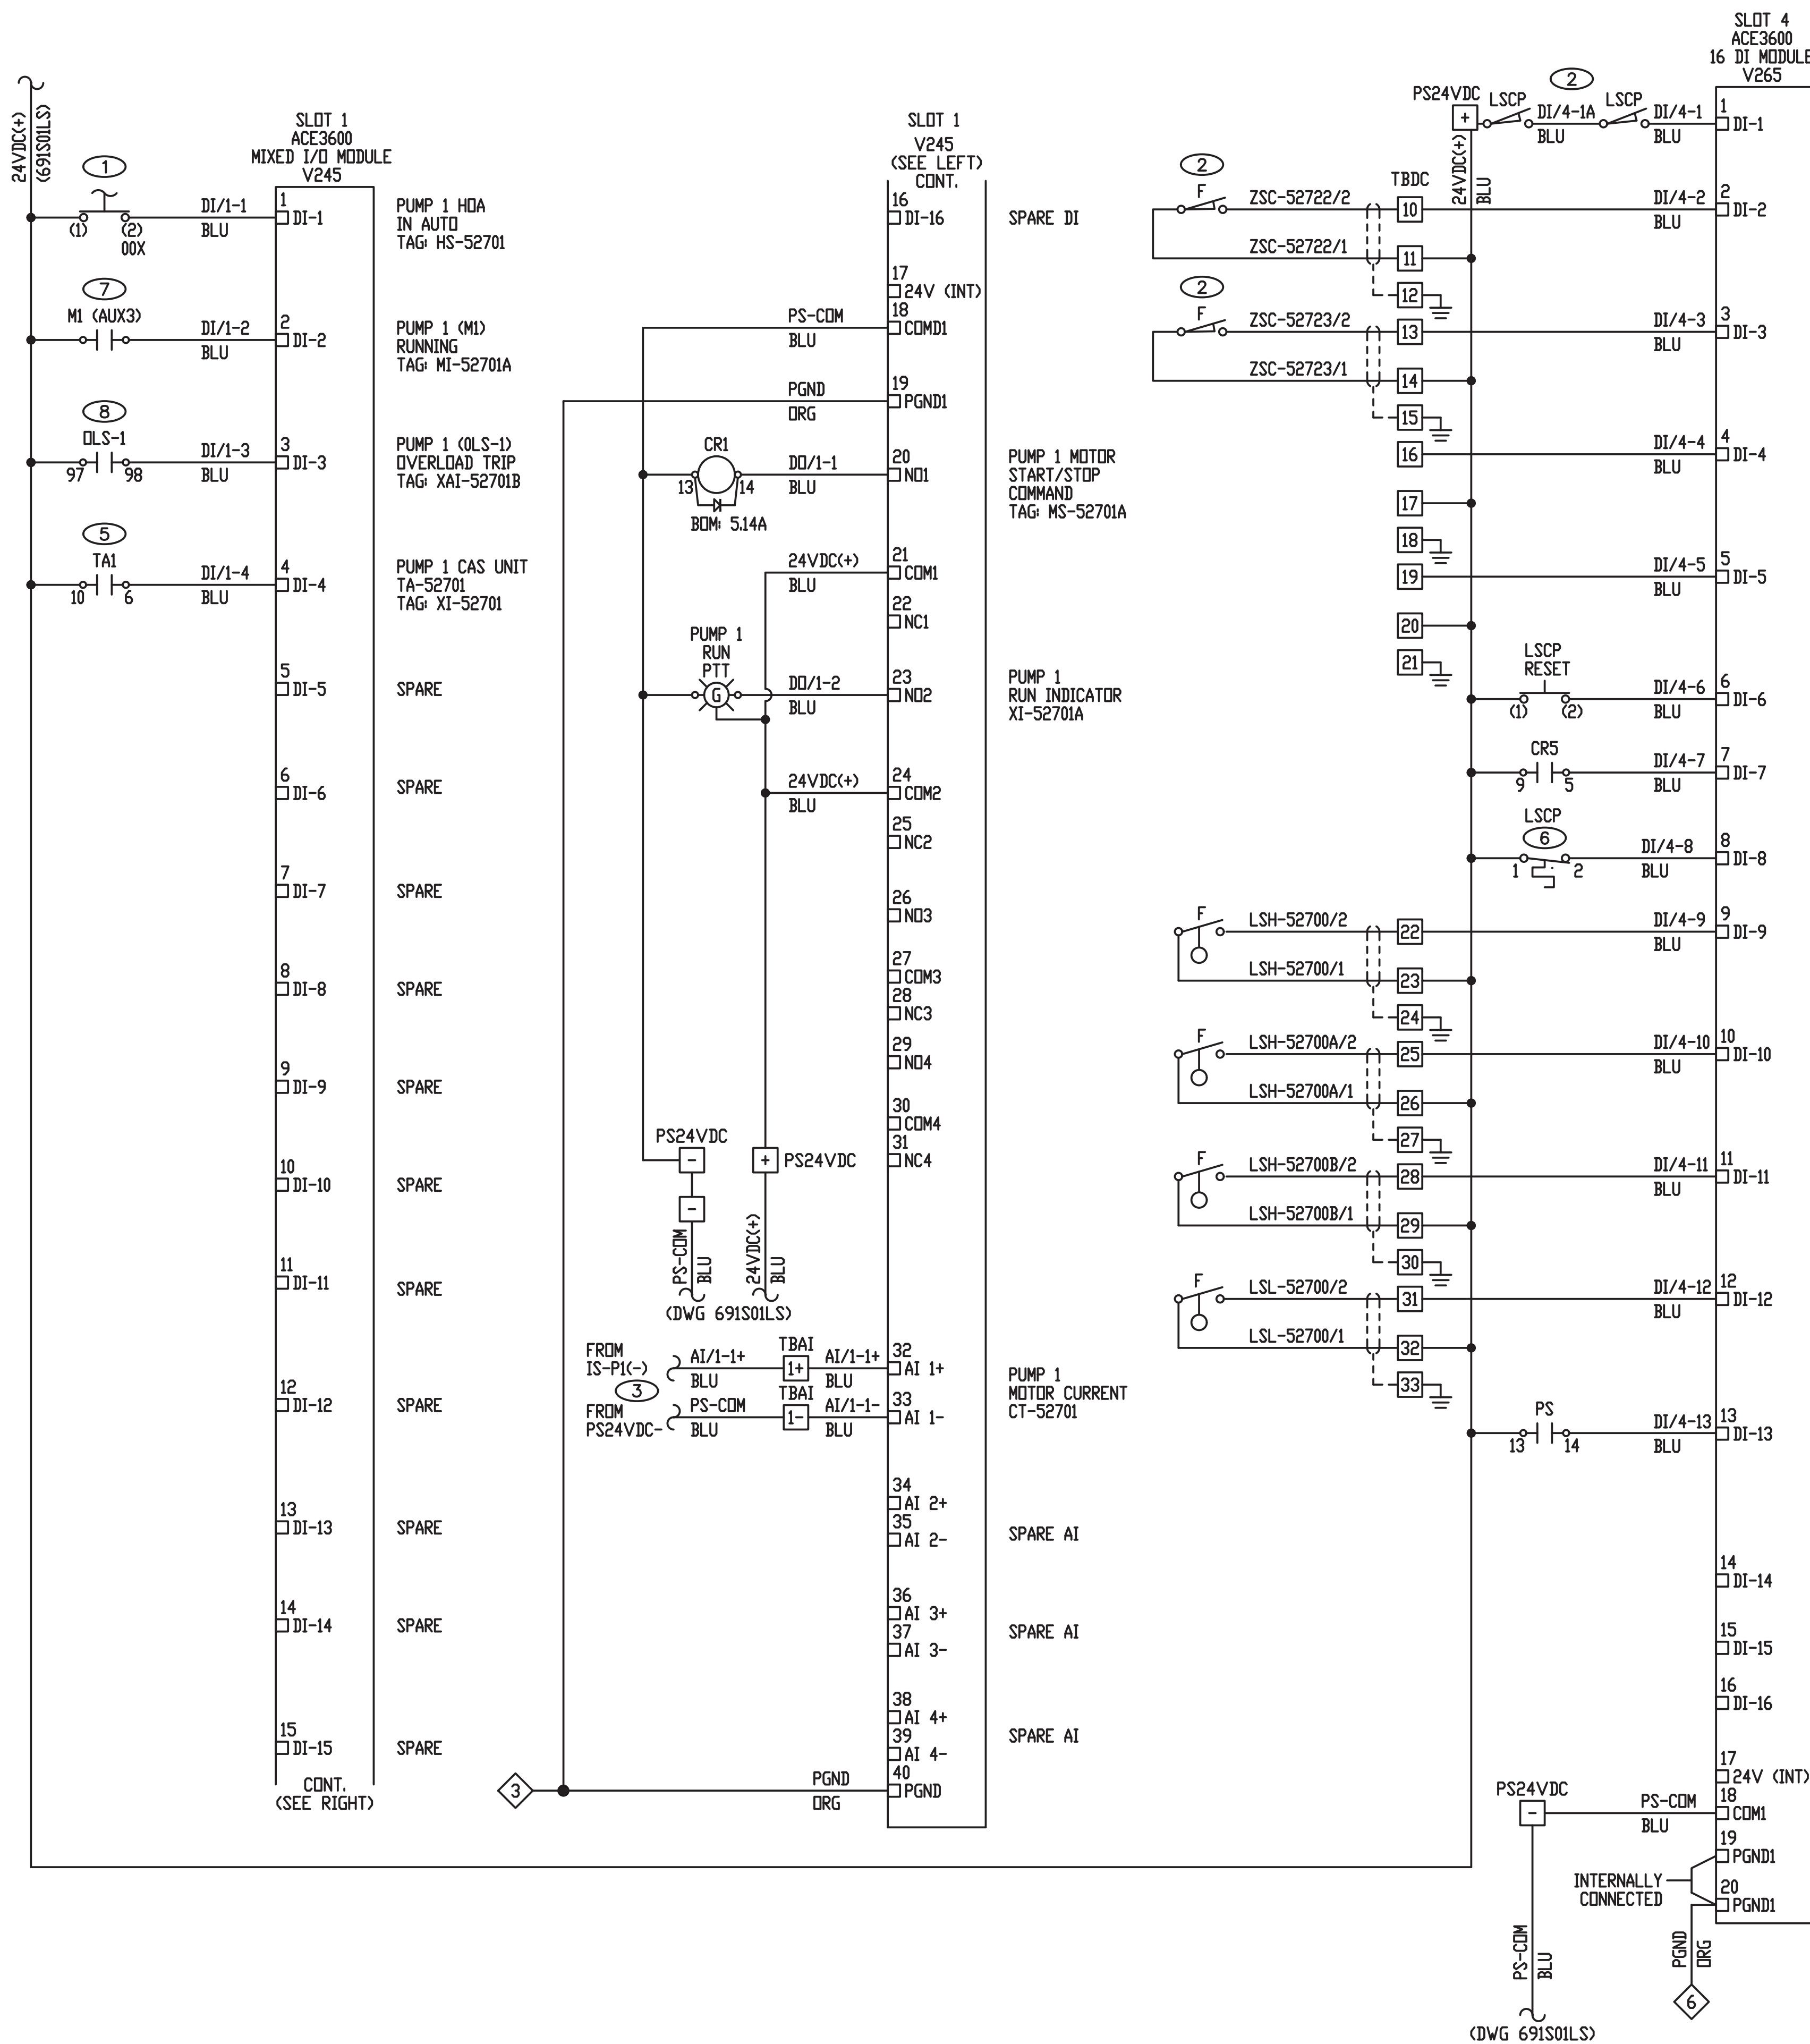 24VDC(+)
(691S01LS)
SLOT 1
ACE3600
MIXED I/O MODULE
V245
1
(1)
(2)
00X
DI/1-1
BLU
1
DI-1
PUMP 1 HOA
IN AUTO
TAG: HS-52701
7
M1 (AUX3)
DI/1-2
BLU
2
DI-2
PUMP 1 (M1)
RUNNING
TAG: MI-52701A
8
OLS-1
97
98
DI/1-3
BLU
3
DI-3
PUMP 1 (OLS-1)
OVERLOAD TRIP
TAG: XAI-52701B
5
TA1
10
6
DI/1-4
BLU
4
DI-4
PUMP 1 CAS UNIT
TA-52701
TAG: XI-52701
5
DI-5
SPARE
6
DI-6
SPARE
7
DI-7
SPARE
8
DI-8
SPARE
9
DI-9
SPARE
10
DI-10
SPARE
11
DI-11
SPARE
12
DI-12
SPARE
13
DI-13
SPARE
14
DI-14
SPARE
15
DI-15
SPARE
CONT.
(SEE RIGHT)
SLOT 1
V245
(SEE LEFT)
CONT.
16
DI-16
SPARE DI
17
24V (INT)
PS-COM
BLU
18
COMD1
PGND
ORG
19
PGND1
CR1
13
14
BOM: 5.14A
DO/1-1
BLU
20
NO1
PUMP 1 MOTOR
START/STOP
COMMAND
TAG: MS-52701A
24VDC(+)
BLU
21
COM1
22
NC1
PUMP 1
RUN
PTT
G
DO/1-2
BLU
23
NO2
PUMP 1
RUN INDICATOR
XI-52701A
24VDC(+)
BLU
24
COM2
25
NC2
26
NO3
27
COM3
28
NC3
29
NO4
30
COM4
31
NC4
PS24VDC
-
-
+
PS24VDC
PS-COM
BLU
24VDC(+)
BLU
(DWG 691S01LS)
FROM
IS-P1(-)
AI/1-1+
BLU
TBAI
1+
AI/1-1+
BLU
32
AI 1+
3
FROM
PS24VDC-
PS-COM
BLU
TBAI
1-
AI/1-1-
BLU
33
AI 1-
PUMP 1
MOTOR CURRENT
CT-52701
34
AI 2+
35
AI 2-
SPARE AI
36
AI 3+
37
AI 3-
SPARE AI
38
AI 4+
39
AI 4-
SPARE AI
3
PGND
ORG
40
PGND
SLOT 4
ACE3600
16 DI MODULE
V265
PS24VDC
+
24VDC(+)
BLU
LSCP
2
DI/4-1A
BLU
LSCP
DI/4-1
BLU
1
DI-1
TBDC
2
F
ZSC-52722/2
10
DI/4-2
BLU
2
DI-2
ZSC-52722/1
11
12
2
F
ZSC-52723/2
13
DI/4-3
BLU
3
DI-3
ZSC-52723/1
14
15
16
DI/4-4
BLU
4
DI-4
17
18
19
DI/4-5
BLU
5
DI-5
20
21
LSCP
RESET
(1)
(2)
DI/4-6
BLU
6
DI-6
CR5
9
5
DI/4-7
BLU
7
DI-7
LSCP
6
1
2
DI/4-8
BLU
8
DI-8
F
LSH-52700/2
22
DI/4-9
BLU
9
DI-9
LSH-52700/1
23
24
F
LSH-52700A/2
25
DI/4-10
BLU
10
DI-10
LSH-52700A/1
26
27
F
LSH-52700B/2
28
DI/4-11
BLU
11
DI-11
LSH-52700B/1
29
30
F
LSL-52700/2
31
DI/4-12
BLU
12
DI-12
LSL-52700/1
32
33
PS
13
14
DI/4-13
BLU
13
DI-13
14
DI-14
15
DI-15
16
DI-16
17
24V (INT)
PS24VDC
-
PS-COM
BLU
18
COM1
19
PGND1
INTERNALLY
CONNECTED
20
PGND1
PS-COM
BLU
PGND
ORG
6
(DWG 691S01LS)